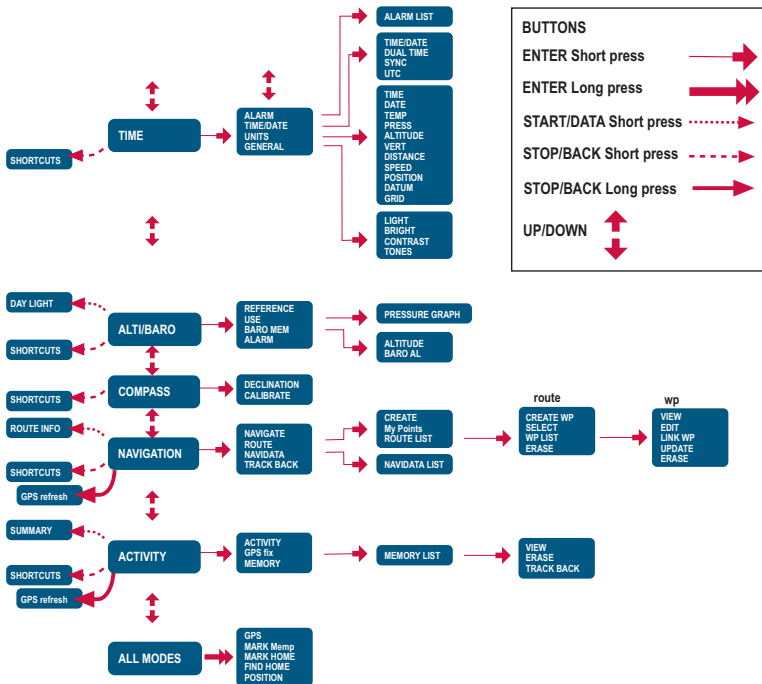 ALARM LIST
TIME/DATE
DUAL TIME
SYNC
UTC
TIME
SHORTCUTS
ALARM
TIME/DATE
UNITS
GENERAL
TIME
DATE
TEMP
PRESS
ALTITUDE
VERT
DISTANCE
SPEED
POSITION
DATUM
GRID
LIGHT
BRIGHT
CONTRAST
TONES
BUTTONS
ENTER Short press
ENTER Long press
START/DATA Short press
STOP/BACK Short press
STOP/BACK Long press
UP/DOWN
DAY LIGHT
SHORTCUTS
ALTI/BARO
REFERENCE
USE
BARO MEM
ALARM
PRESSURE GRAPH
ALTITUDE
BARO AL
SHORTCUTS
COMPASS
DECLINATION
CALIBRATE
ROUTE INFO
SHORTCUTS
GPS refresh
NAVIGATION
NAVIGATE
ROUTE
NAVIDATA
TRACK BACK
CREATE
My Points
ROUTE LIST
NAVIDATA LIST
route
CREATE WP
SELECT
WP LIST
ERASE
wp
VIEW
EDIT
LINK WP
UPDATE
ERASE
SUMMARY
SHORTCUTS
GPS refresh
ACTIVITY
ACTIVITY
GPS fix
MEMORY
MEMORY LIST
VIEW
ERASE
TRACK BACK
ALL MODES
GPS
MARK Memp
MARK HOME
FIND HOME
POSITION